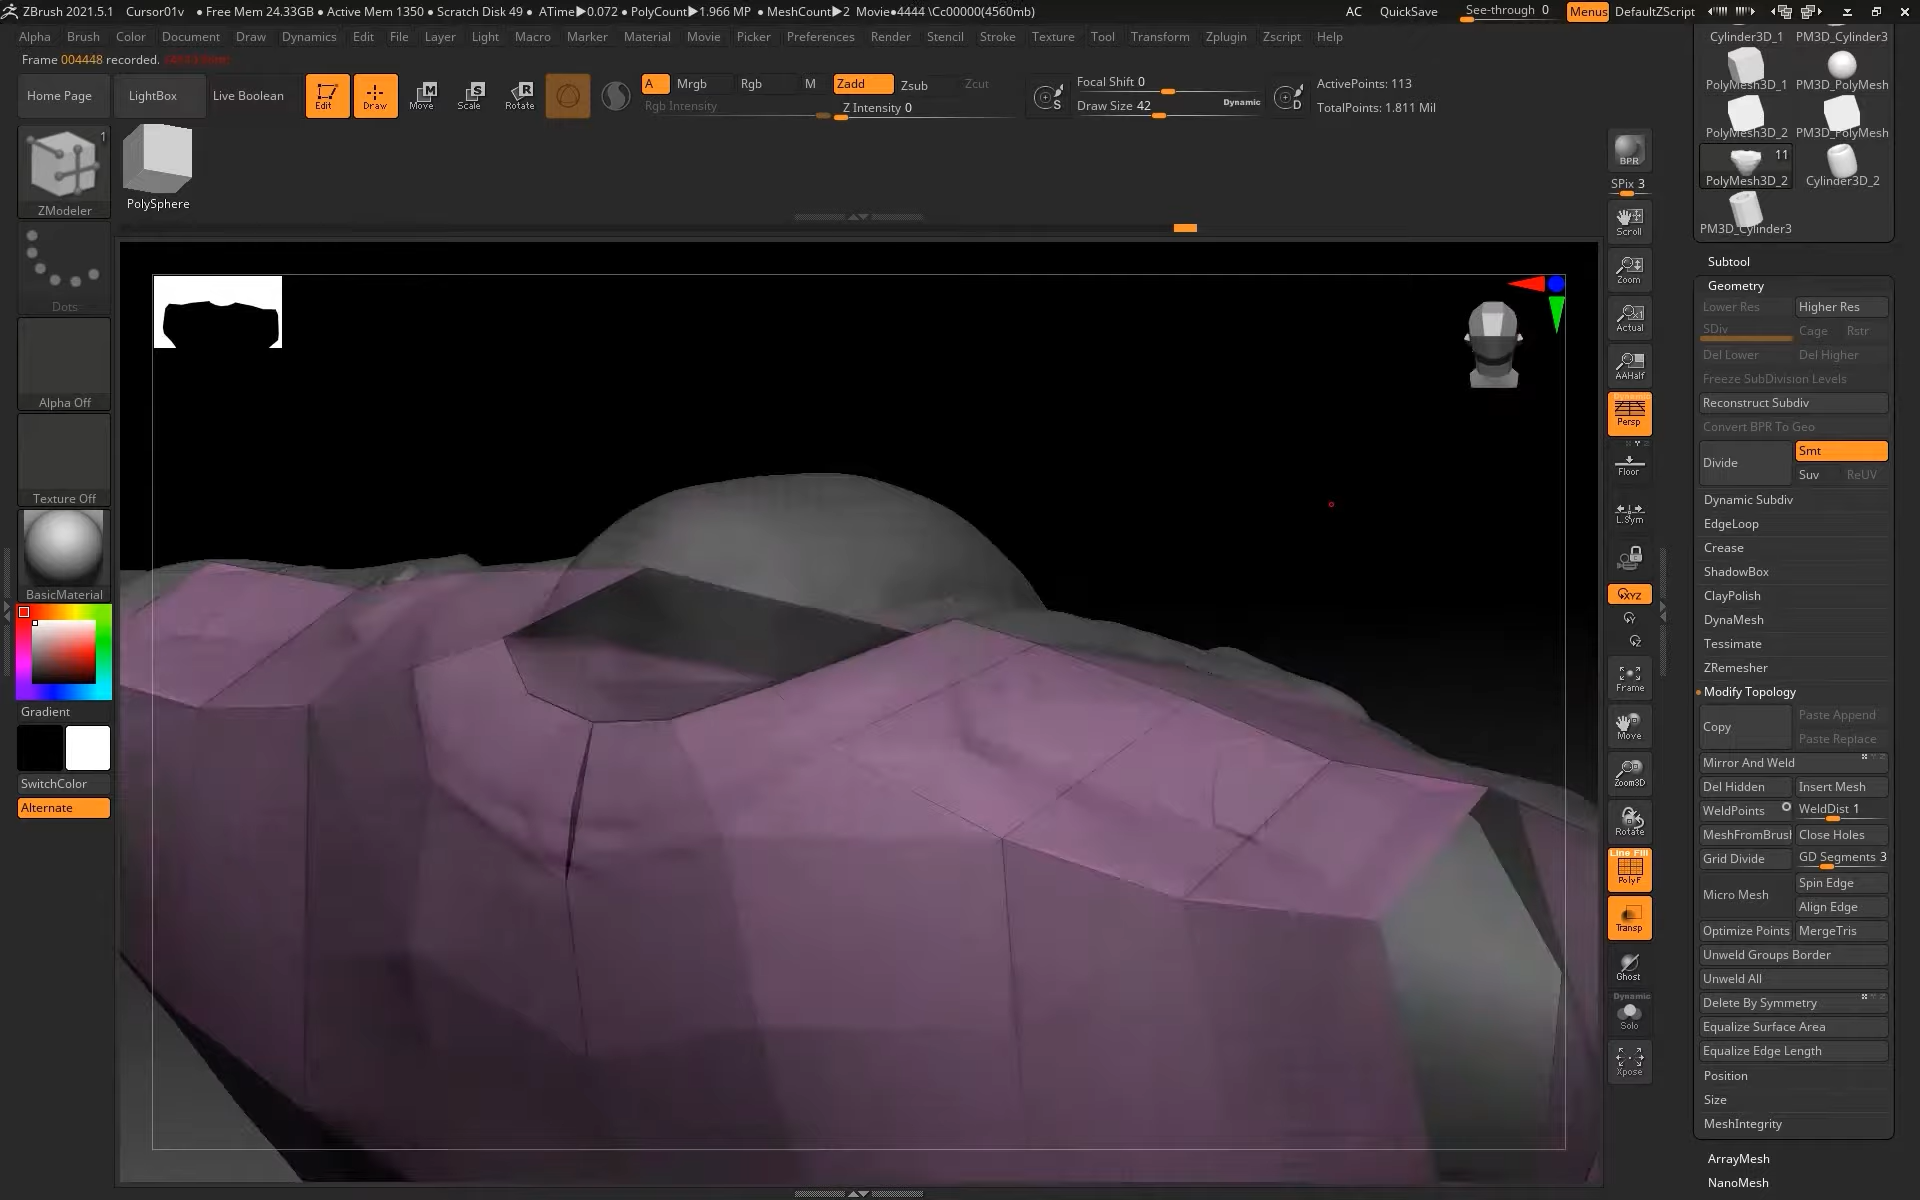 ZBrush 2021.5.1 Cursor01v • Free Mem 24.33GB • Active Mem 1350 • Scratch Disk 49 • ATime▶0.072 • PolyCount▶1.966 MP • MeshCount▶2 Movie●4444 \Cc00000(4560mb) AC QuickSave See-through 0 Menus DefaultZScript
Alpha Brush Color Document Draw Dynamics Edit File Layer Light Macro Marker Material Movie Picker Preferences Render Stencil Stroke Texture Tool Transform Zplugin Zscript Help
Frame 004448 recorded.
Home Page LightBox Live Boolean Edit Draw Move Scale Rotate
A Mrgb Rgb M Zadd Zsub Zcut
Rgb Intensity Z Intensity 0
Focal Shift 0
Draw Size 42 Dynamic
ActivePoints: 113
TotalPoints: 1.811 Mil
1
ZModeler
PolySphere
Dots
Alpha Off
Texture Off
BasicMaterial
Gradient
SwitchColor
Alternate
BPR
SPix 3
Scroll
Zoom
Actual
AAHalf
Dynamic
Persp
Floor
L.Sym
XYZ
Frame
Move
Zoom3D
Rotate
Line Fill
PolyF
Transp
Ghost
Dynamic
Solo
Xpose
Cylinder3D_1 PM3D_Cylinder3
PolyMesh3D_1 PM3D_PolyMesh
PolyMesh3D_2 PM3D_PolyMesh
11
PolyMesh3D_2 Cylinder3D_2
PM3D_Cylinder3
Subtool
Geometry
Lower Res Higher Res
SDiv Cage Rstr
Del Lower Del Higher
Freeze SubDivision Levels
Reconstruct Subdiv
Convert BPR To Geo
Divide Smt
Suv ReUV
Dynamic Subdiv
EdgeLoop
Crease
ShadowBox
ClayPolish
DynaMesh
Tessimate
ZRemesher
Modify Topology
Copy Paste Append
Paste Replace
Mirror And Weld
Del Hidden Insert Mesh
WeldPoints WeldDist 1
MeshFromBrush Close Holes
Grid Divide GD Segments 3
Micro Mesh Spin Edge
Align Edge
Optimize Points MergeTris
Unweld Groups Border
Unweld All
Delete By Symmetry
Equalize Surface Area
Equalize Edge Length
Position
Size
MeshIntegrity
ArrayMesh
NanoMesh